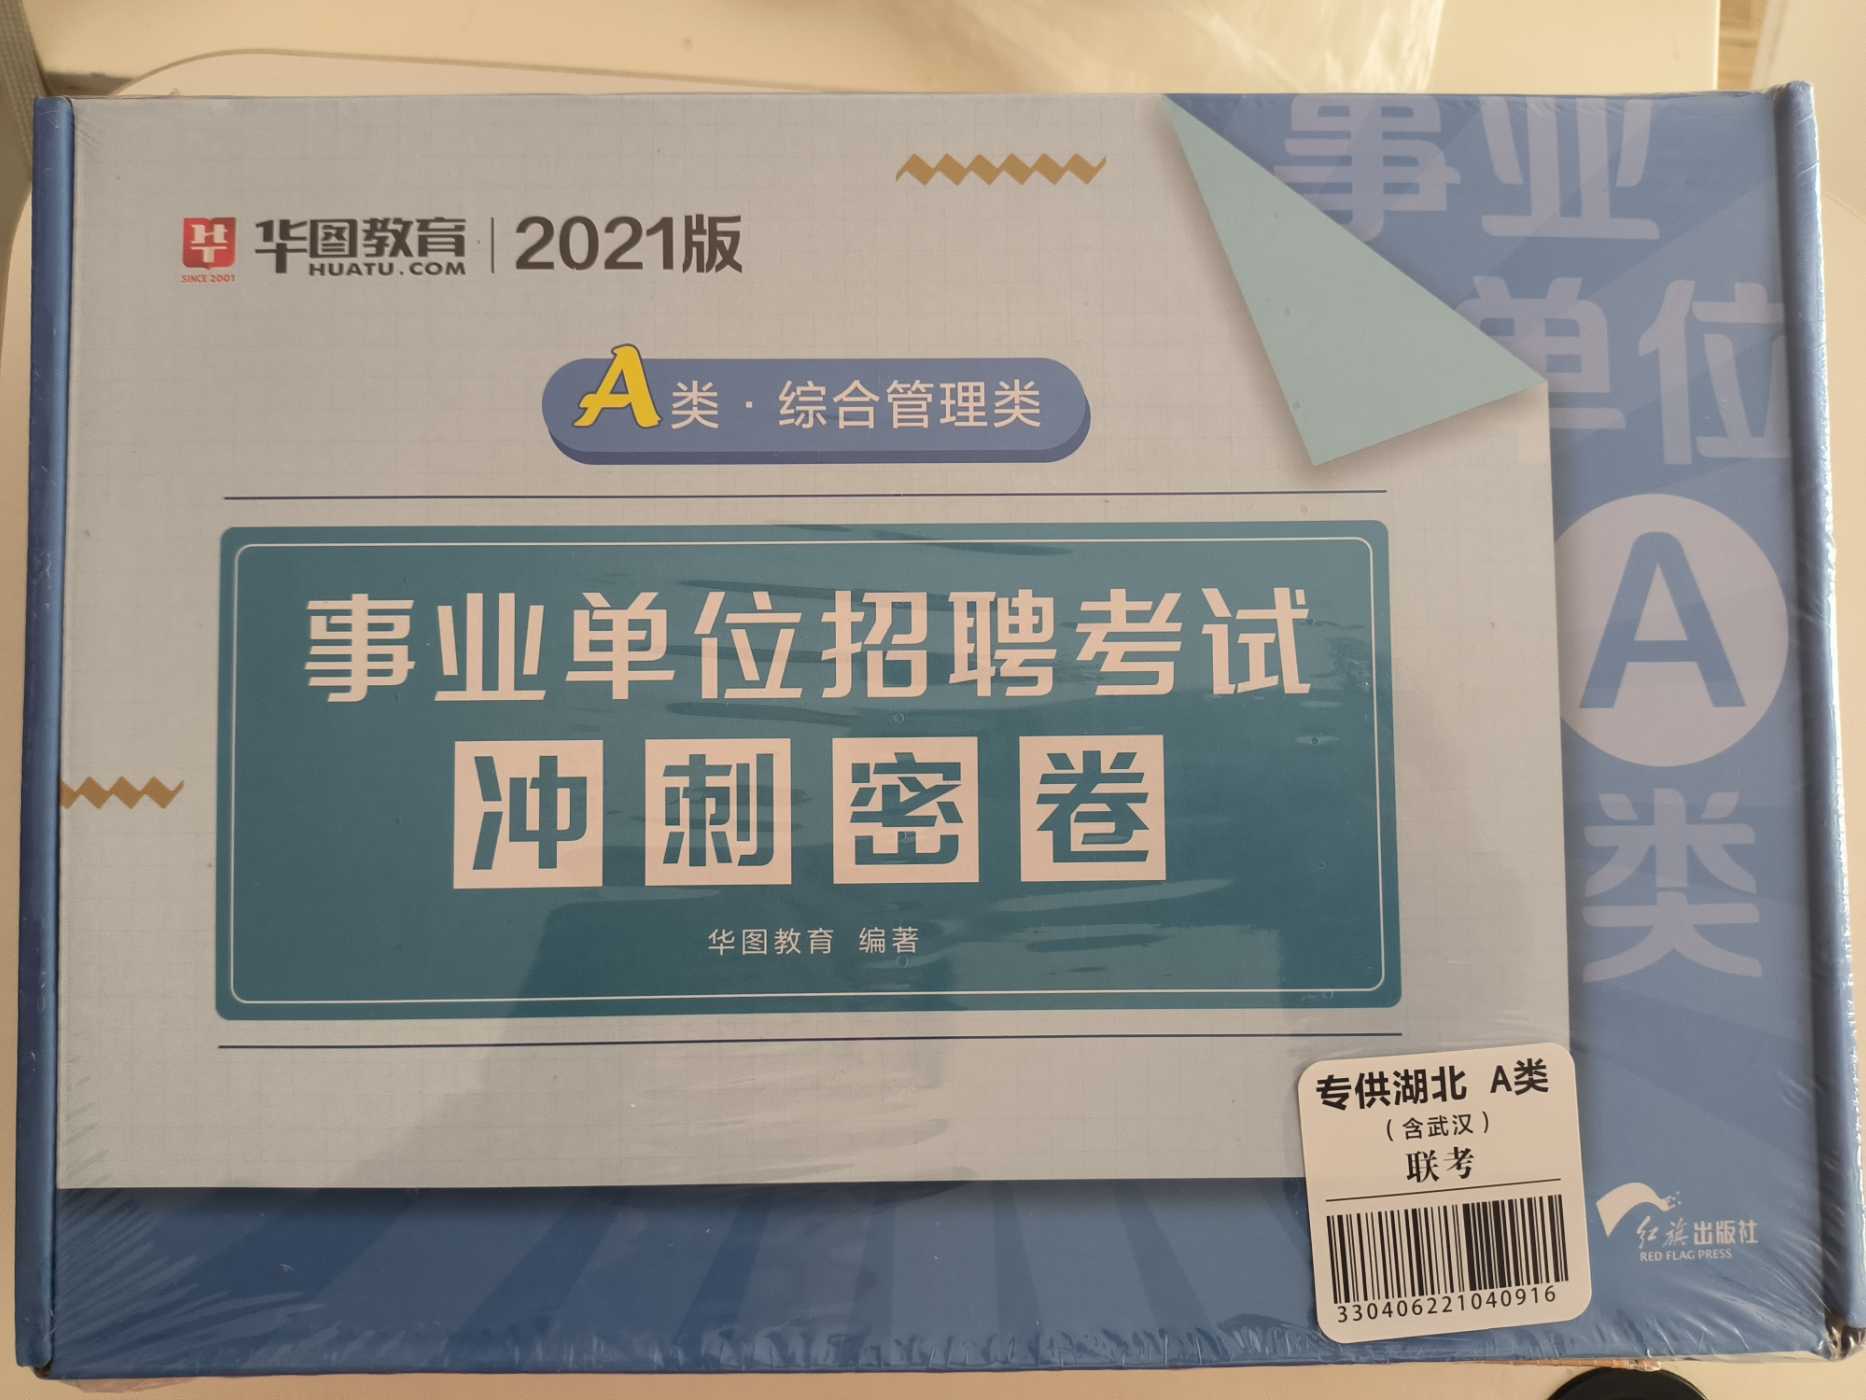 华图教育 | 2021版
HUATU.COM
SINCE 2001
A类·综合管理类
事业单位招聘考试
冲刺密卷
华图教育 编著
事业
单位
A
类
专供湖北 A类
(含武汉)
联考
330406221040916
红旗出版社
RED FLAG PRESS